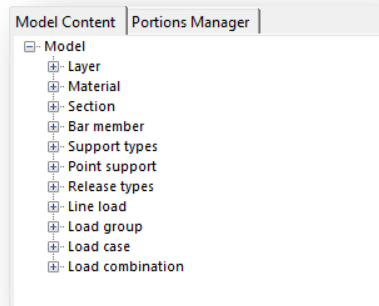 Model Content Portions Manager
Model
Layer
Material
Section
Bar member
Support types
Point support
Release types
Line load
Load group
Load case
Load combination